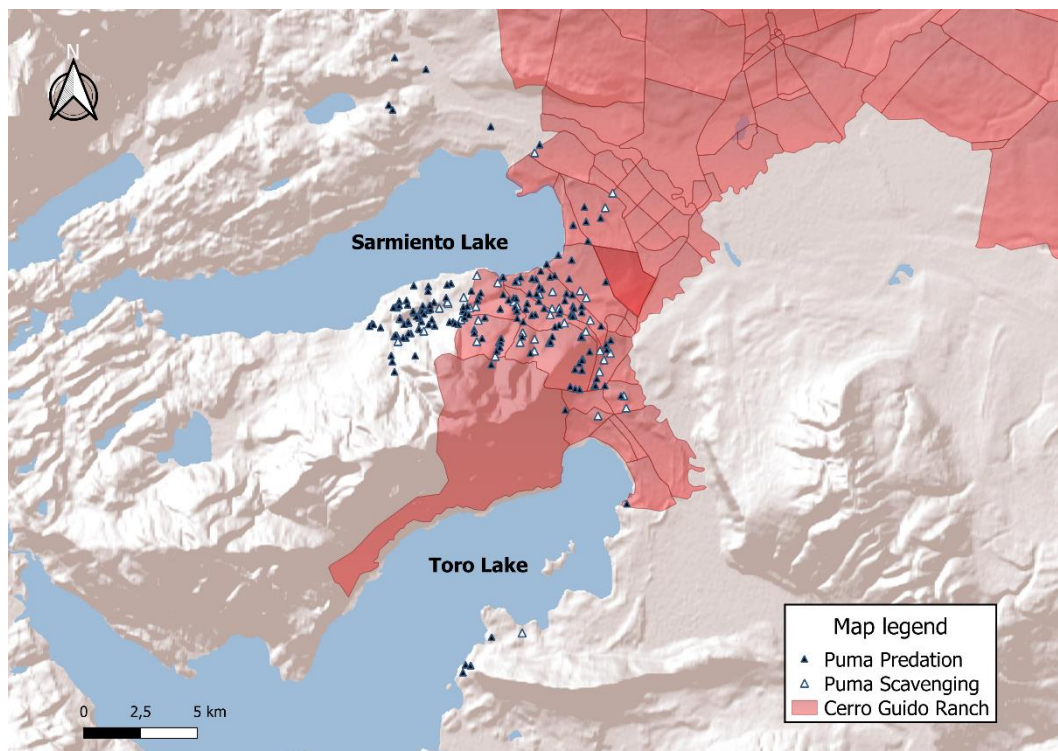 N
Sarmiento Lake
Toro Lake
Map legend
Puma Predation
Puma Scavenging
Cerro Guido Ranch
0 2,5 5 km